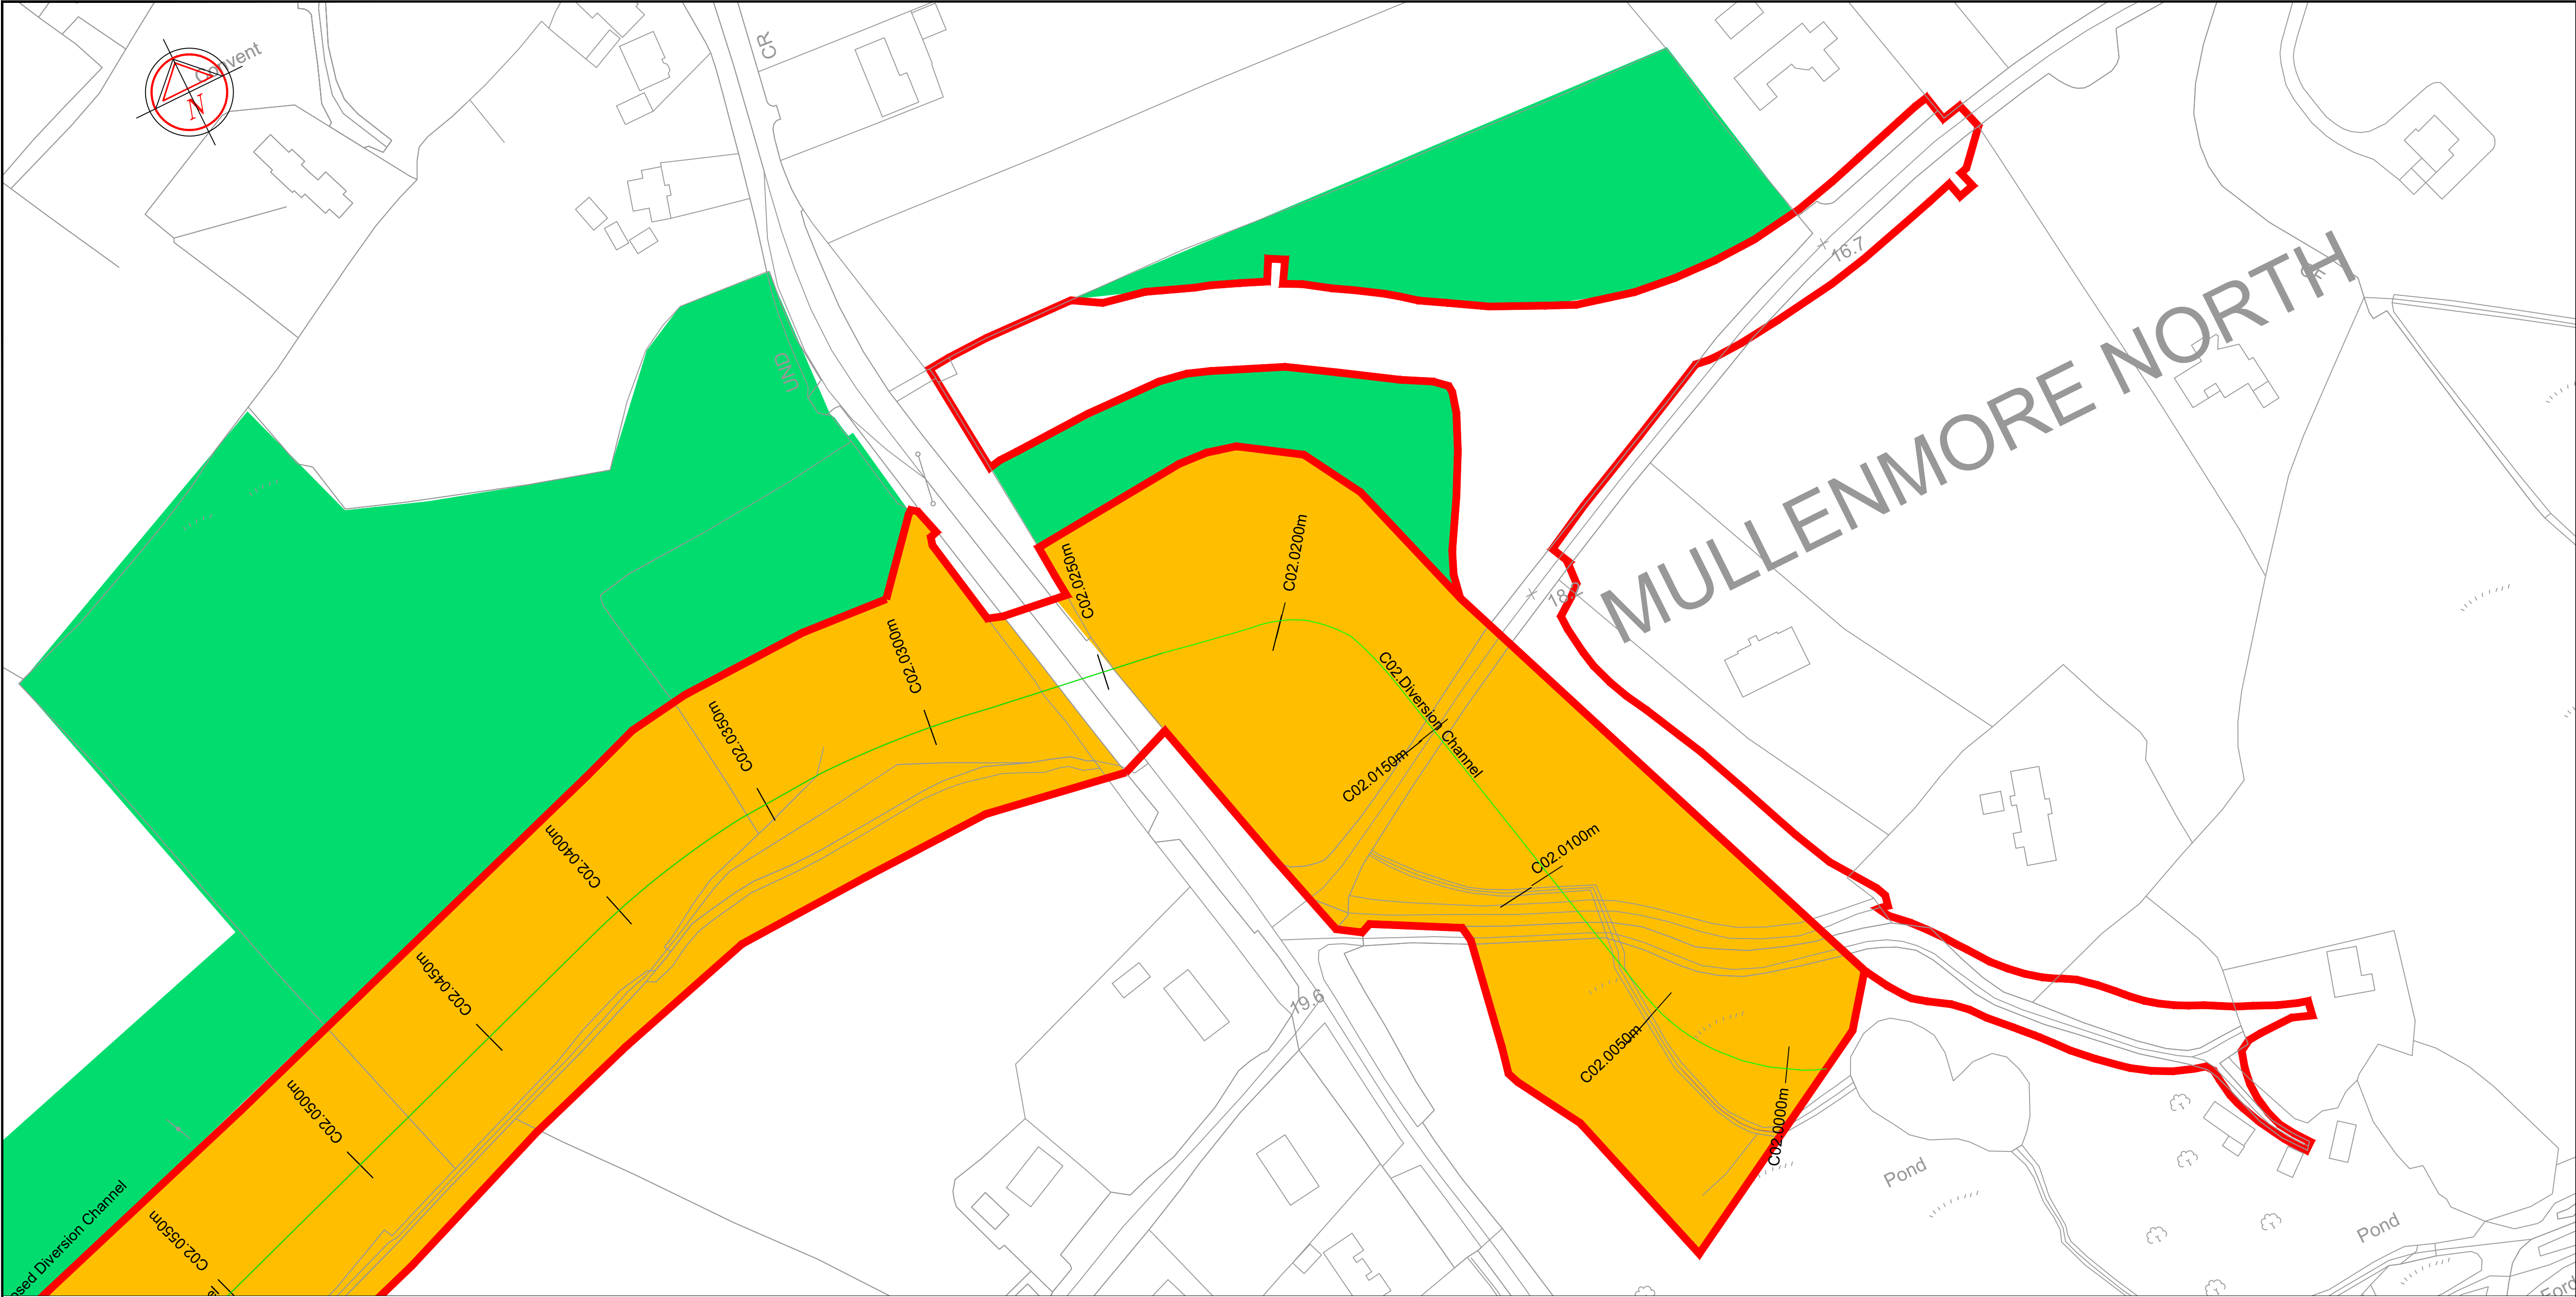 Convent
N
CR
UND
16.7
MULLENMORE NORTH
C02.0200m
C02.0250m
C02.0300m
C02.0350m
C02.Diversion Channel
C02.0150m
C02.0100m
C02.0400m
C02.0450m
19.6
C02.0050m
C02.0000m
C02.0500m
Pond
Pond
C02.0550m
sed Diversion Channel
Ford